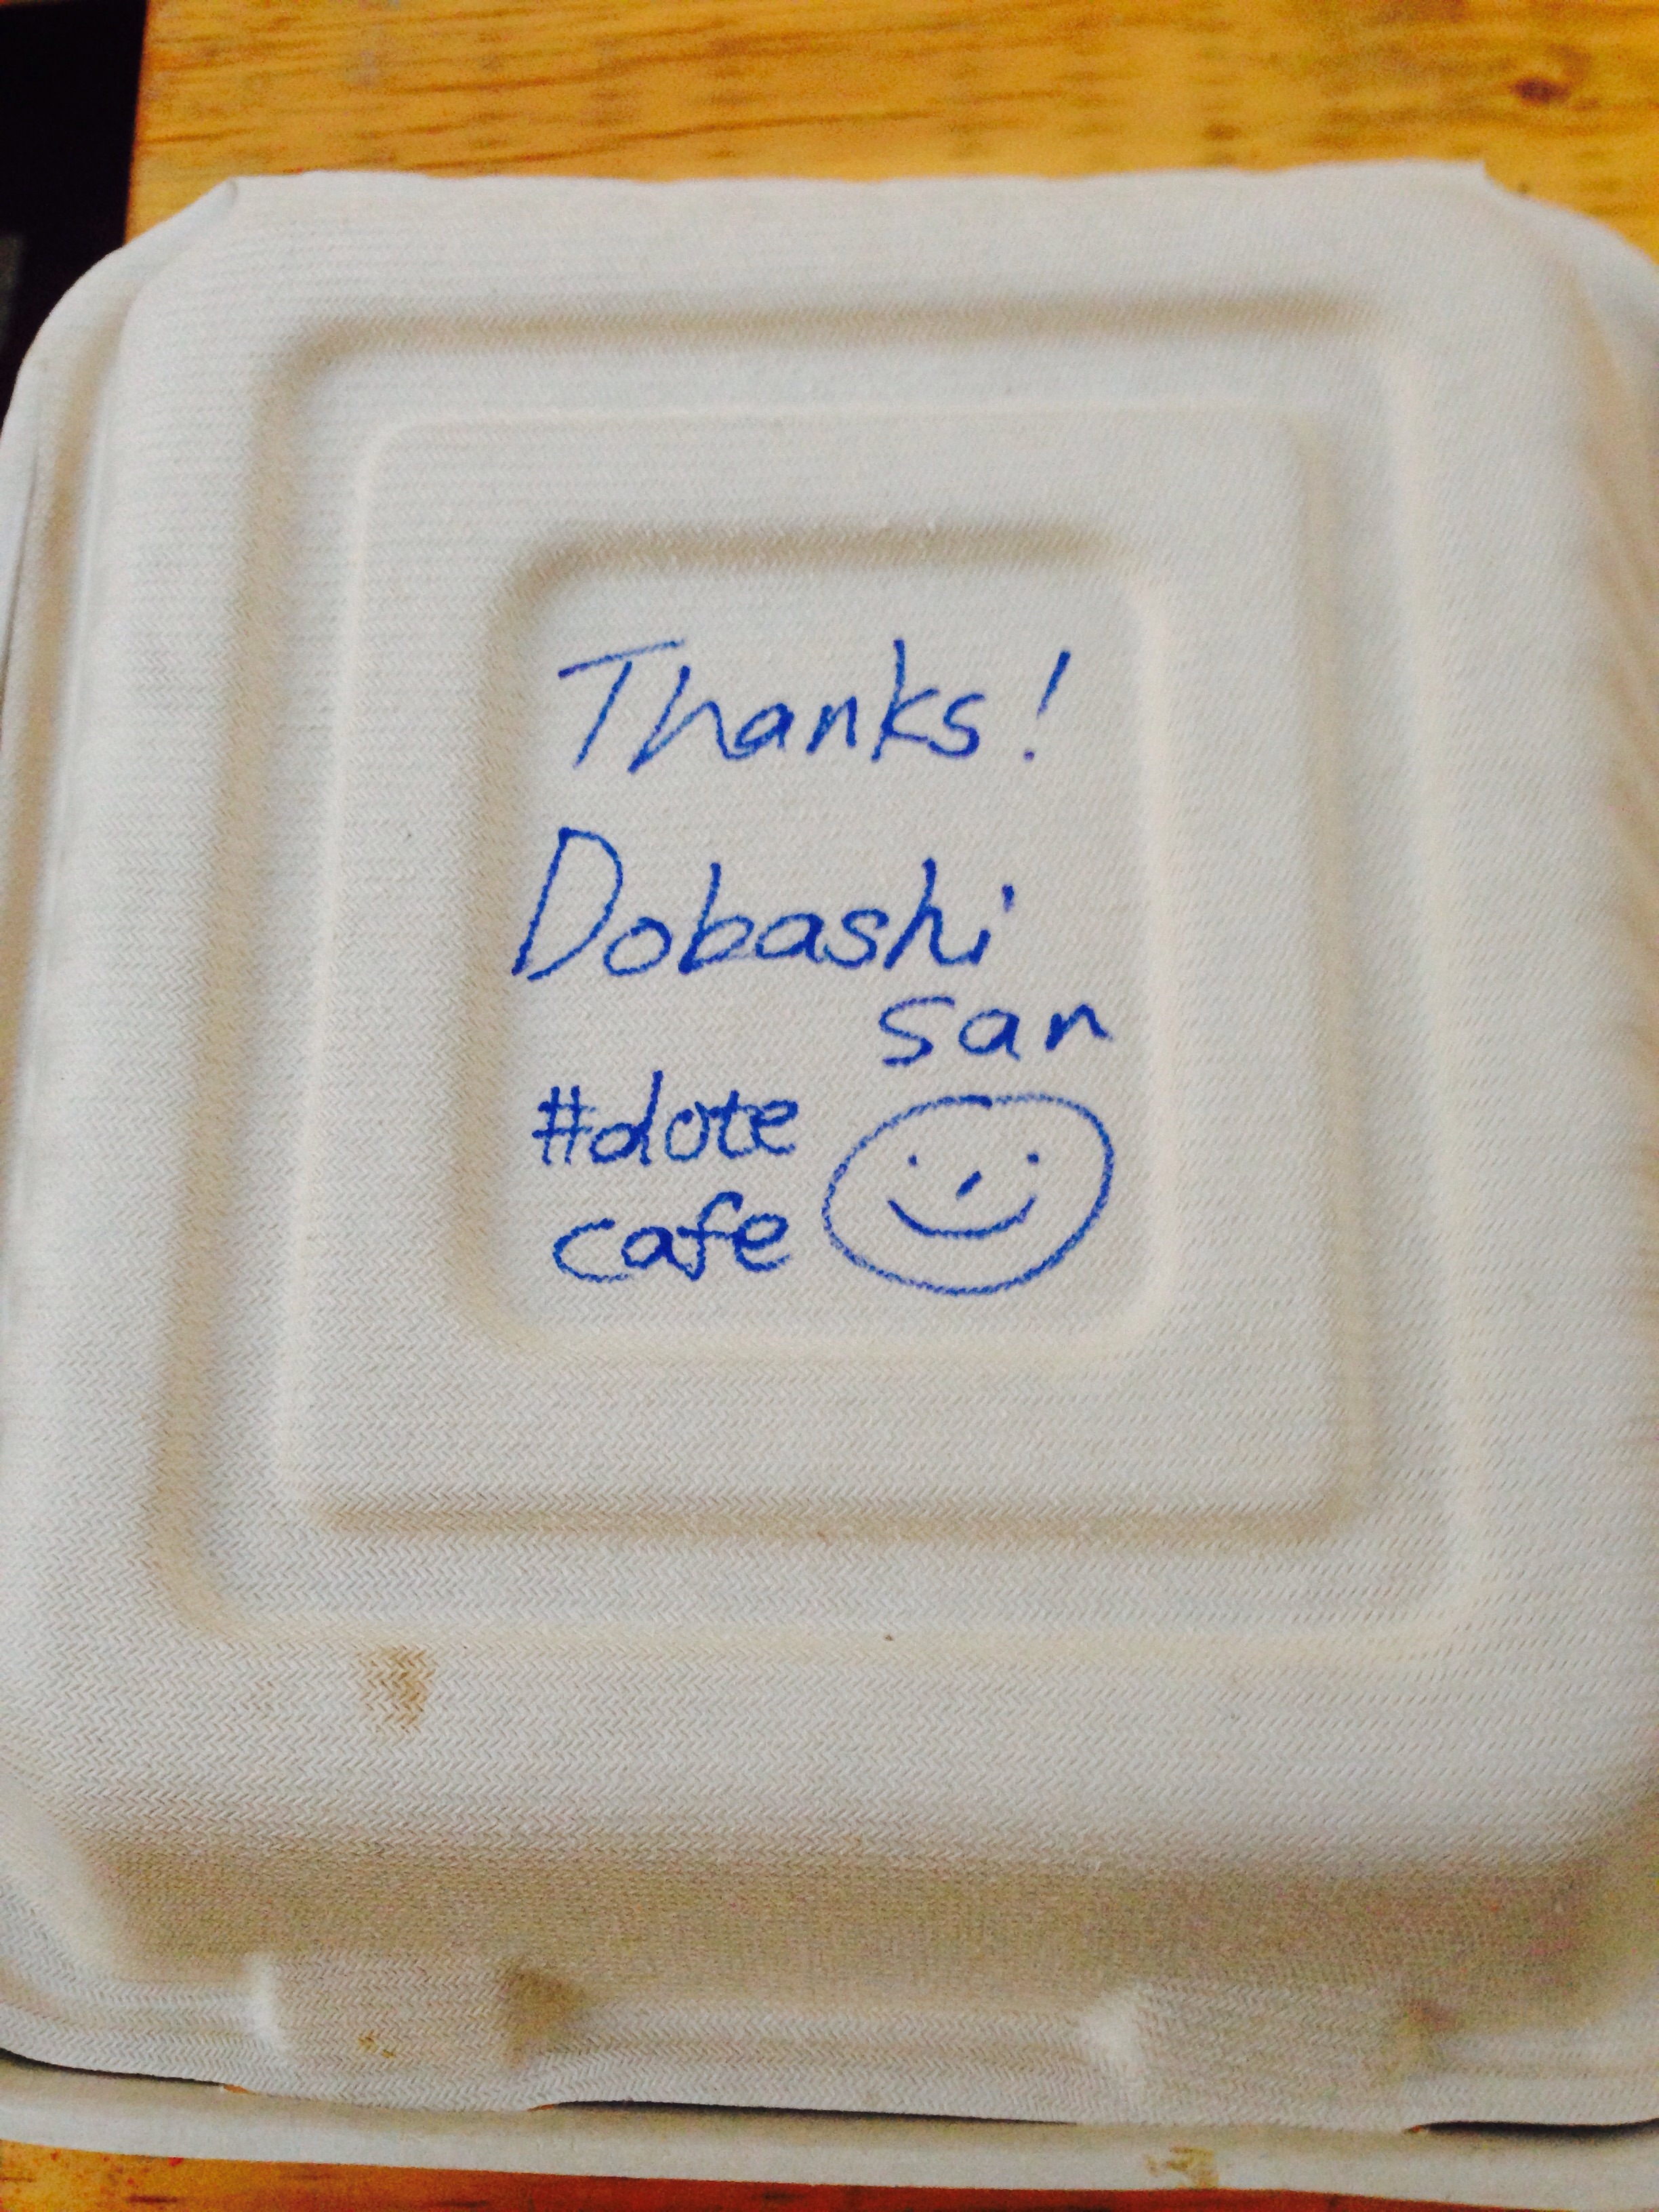 Thanks!
Dobashi
san
#dote
cafe